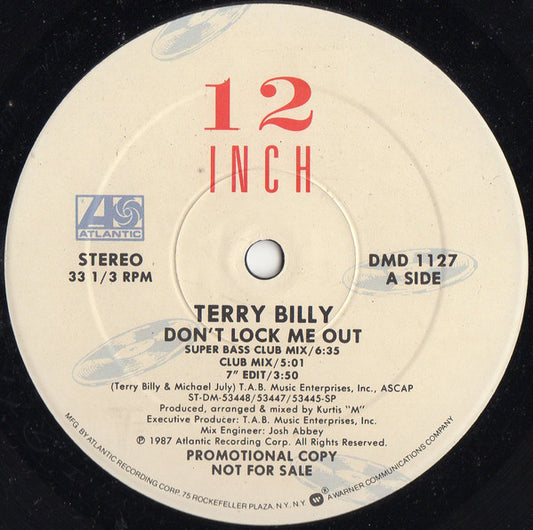 12
INCH
ATLANTIC
STEREO
33 1/3 RPM
DMD 1127
A SIDE
TERRY BILLY
DON'T LOCK ME OUT
SUPER BASS CLUB MIX/6:35
CLUB MIX/5:01
7" EDIT/3:50
(Terry Billy & Michael July) T.A.B. Music Enterprises, Inc., ASCAP
ST-DM-53448/53447/53445-SP
Produced, arranged & mixed by Kurtis "M"
Executive Producer: T.A.B. Music Enterprises, Inc.
Mix Engineer: Josh Abbey
℗ 1987 Atlantic Recording Corp. All Rights Reserved.
PROMOTIONAL COPY
NOT FOR SALE
MFG. BY ATLANTIC RECORDING CORP. 75 ROCKEFELLER PLAZA, N.Y. N.Y. ® A WARNER COMMUNICATIONS COMPANY